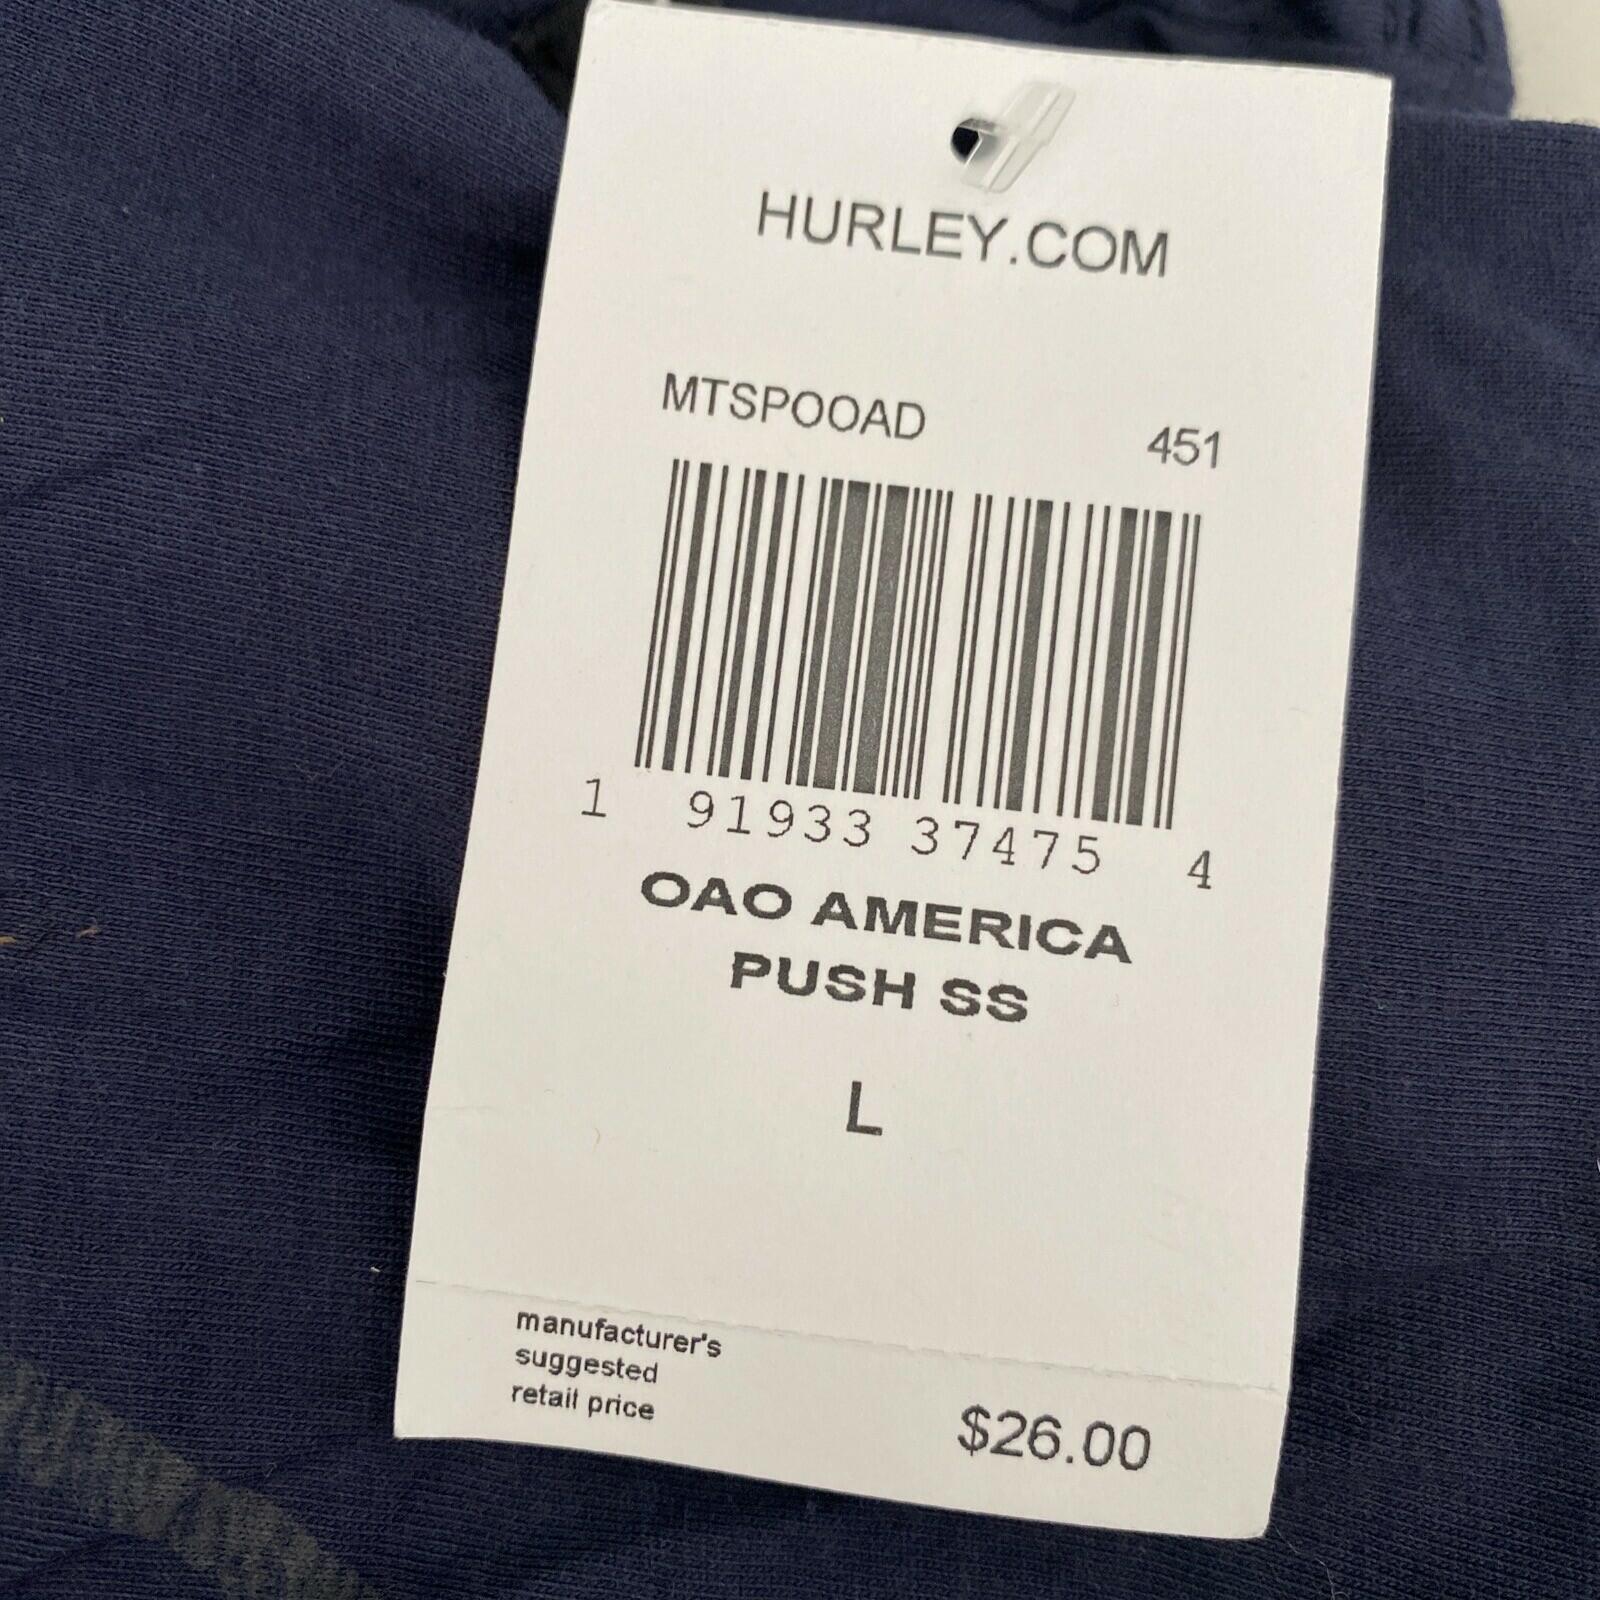 HURLEY.COM
MTSPOOAD 451
1 91933 37475 4
OAO AMERICA
PUSH SS
L
manufacturer's
suggested
retail price
$26.00